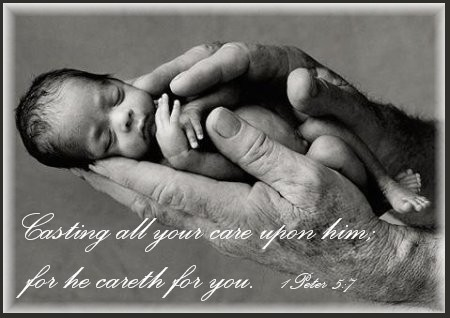 Casting all your care upon him;
for he careth for you. 1 Peter 5:7